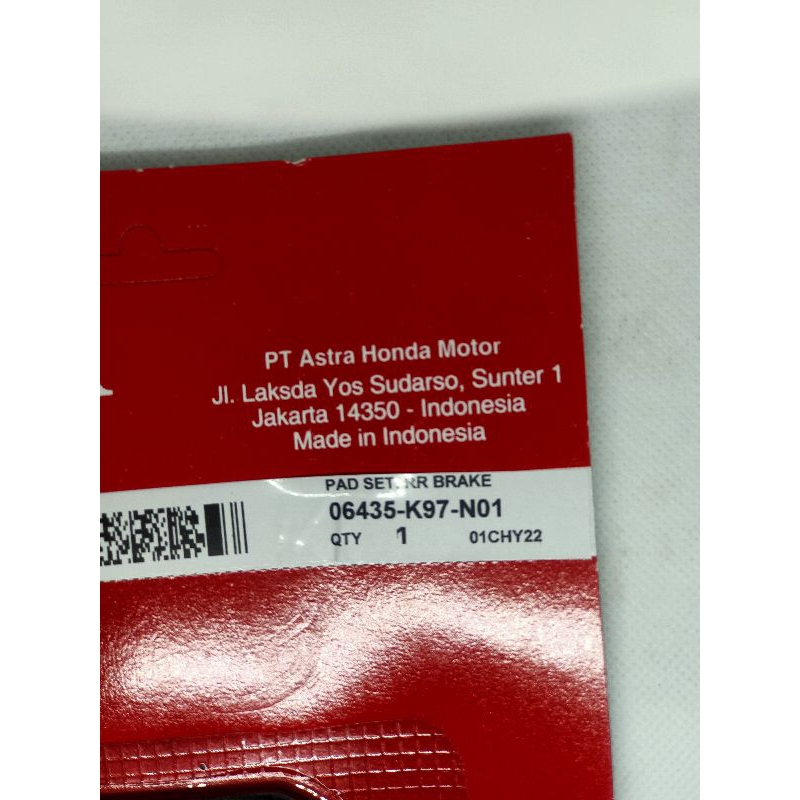 PT Astra Honda Motor
Jl. Laksda Yos Sudarso, Sunter 1
Jakarta 14350 - Indonesia
Made in Indonesia
PAD SET, RR BRAKE
06435-K97-N01
QTY 1 01CHY22